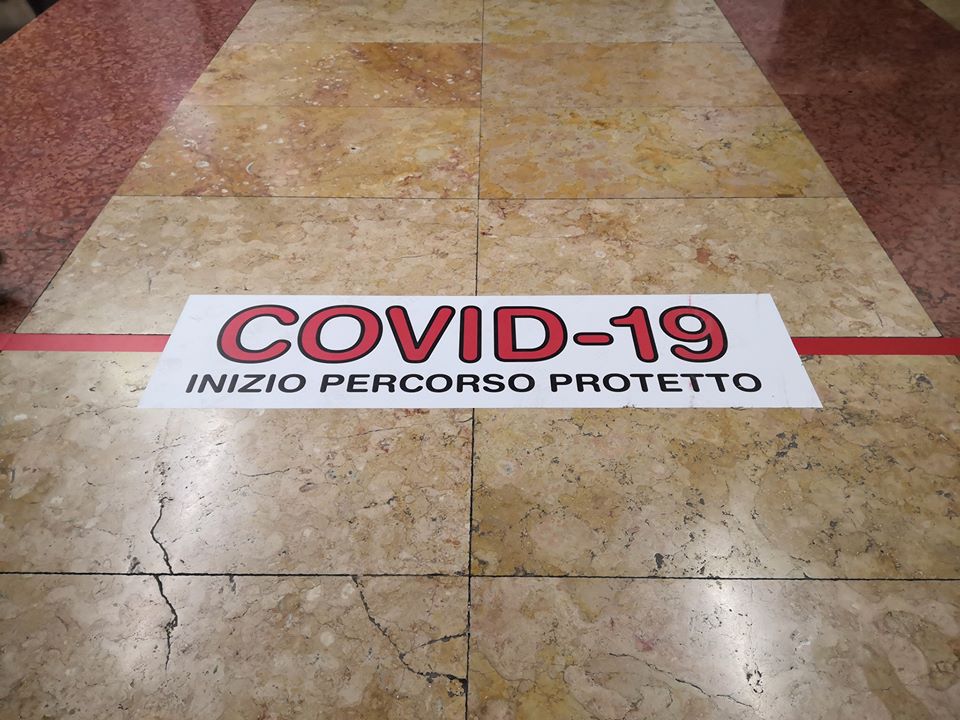 COVID-19
INIZIO PERCORSO PROTETTO